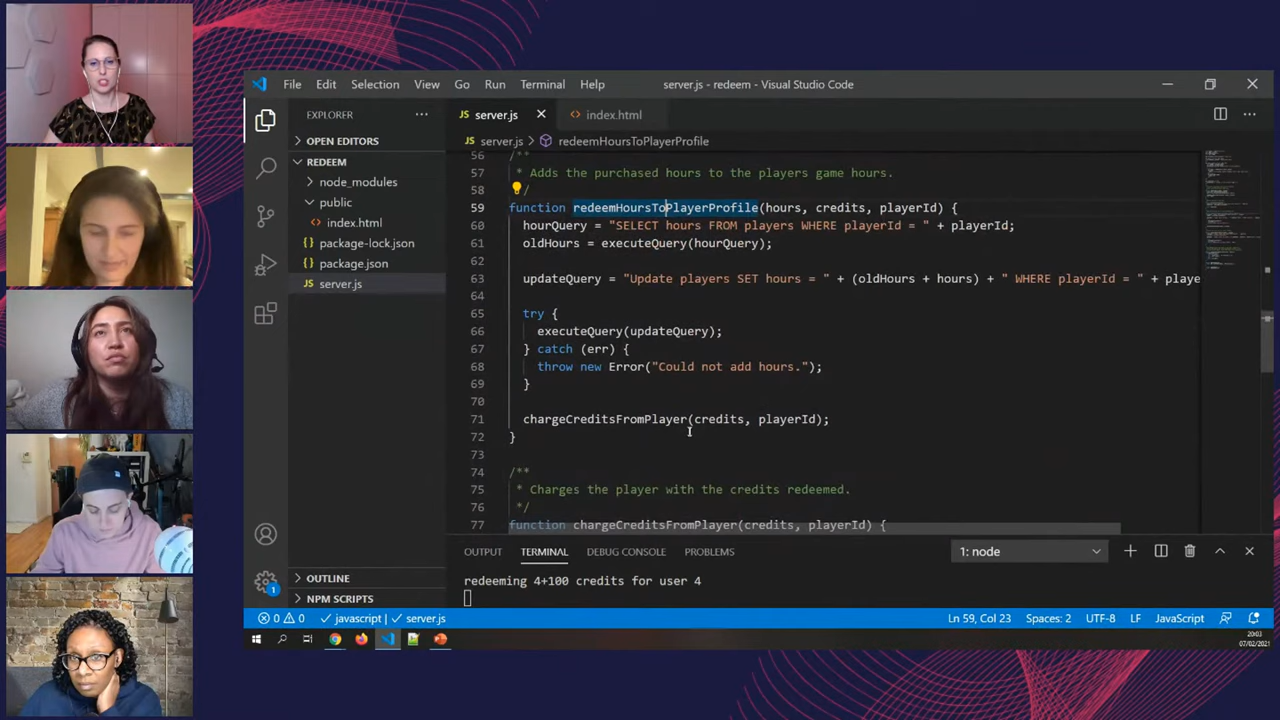 File Edit Selection View Go Run Terminal Help
server.js - redeem - Visual Studio Code
EXPLORER
OPEN EDITORS
REDEEM
node_modules
public
index.html
package-lock.json
package.json
server.js
OUTLINE
NPM SCRIPTS
server.js
index.html
server.js > redeemHoursToPlayerProfile
56 /**
57 * Adds the purchased hours to the players game hours.
58 */
59 function redeemHoursToPlayerProfile(hours, credits, playerId) {
60 hourQuery = "SELECT hours FROM players WHERE playerId = " + playerId;
61 oldHours = executeQuery(hourQuery);
62
63 updateQuery = "Update players SET hours = " + (oldHours + hours) + " WHERE playerId = " + playe
64
65 try {
66 executeQuery(updateQuery);
67 } catch (err) {
68 throw new Error("Could not add hours.");
69 }
70
71 chargeCreditsFromPlayer(credits, playerId);
72 }
73
74 /**
75 * Charges the player with the credits redeemed.
76 */
77 function chargeCreditsFromPlayer(credits, playerId) {
OUTPUT TERMINAL DEBUG CONSOLE PROBLEMS
1: node
redeeming 4+100 credits for user 4
1
0 0 javascript server.js
Ln 59, Col 23 Spaces: 2 UTF-8 LF JavaScript
20:03
07/02/2021